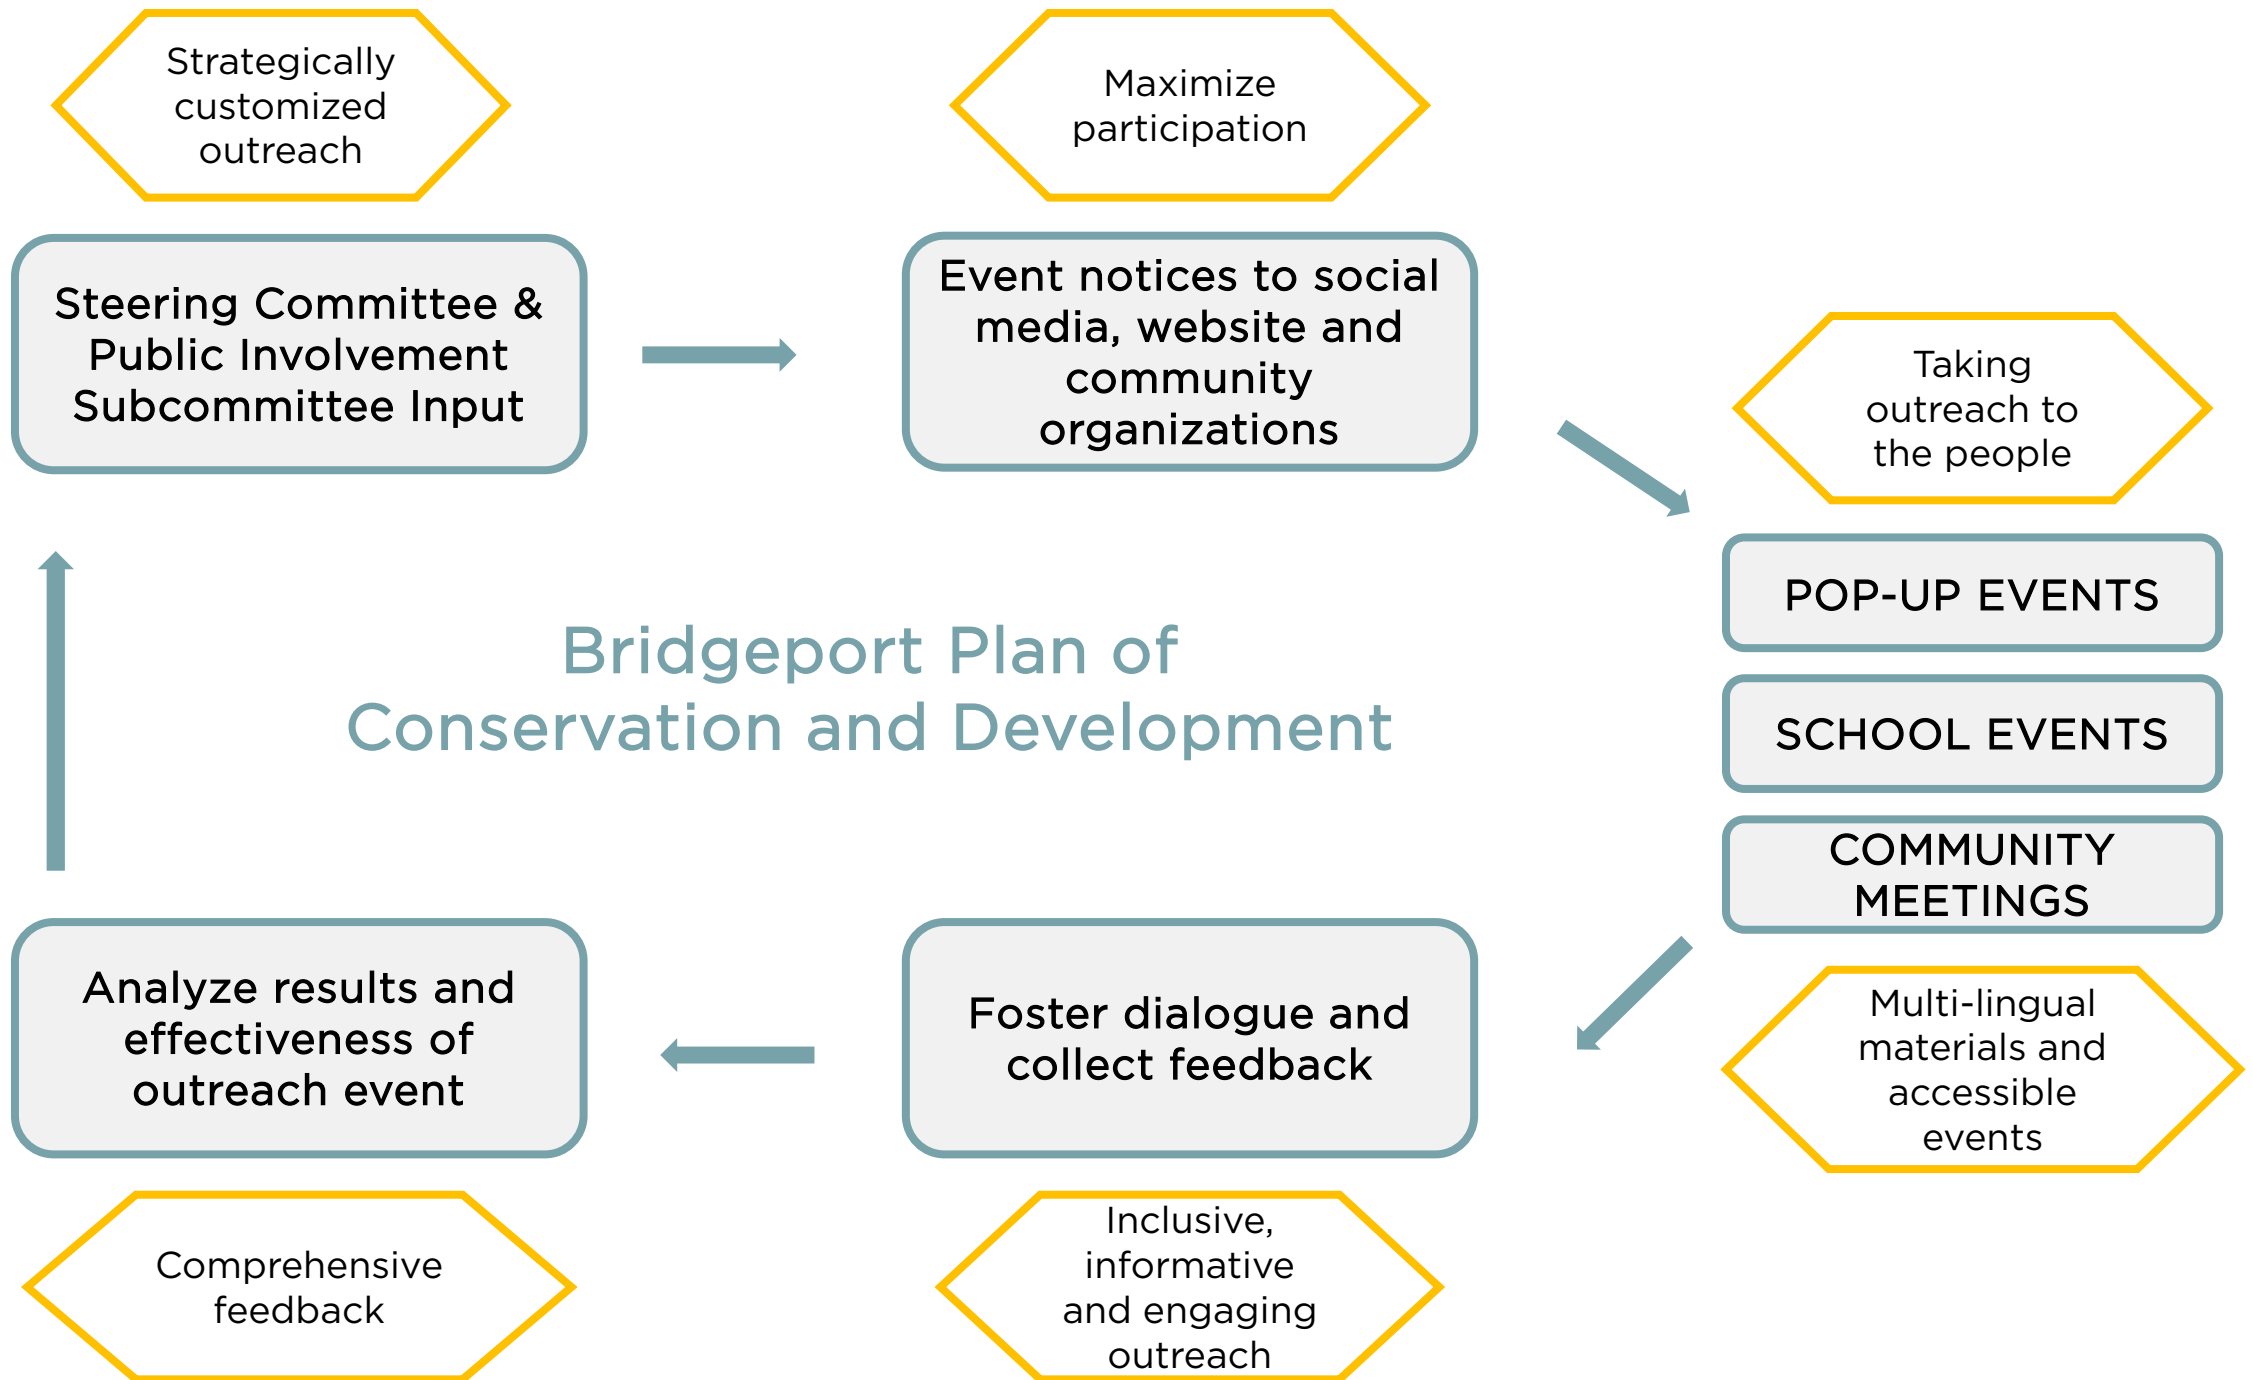 Strategically
customized
outreach
Maximize
participation
Steering Committee &
Public Involvement
Subcommittee Input
Event notices to social
media, website and
community
organizations
Taking
outreach to
the people
POP-UP EVENTS
SCHOOL EVENTS
COMMUNITY
MEETINGS
Bridgeport Plan of
Conservation and Development
Multi-lingual
materials and
accessible
events
Foster dialogue and
collect feedback
Analyze results and
effectiveness of
outreach event
Inclusive,
informative
and engaging
outreach
Comprehensive
feedback